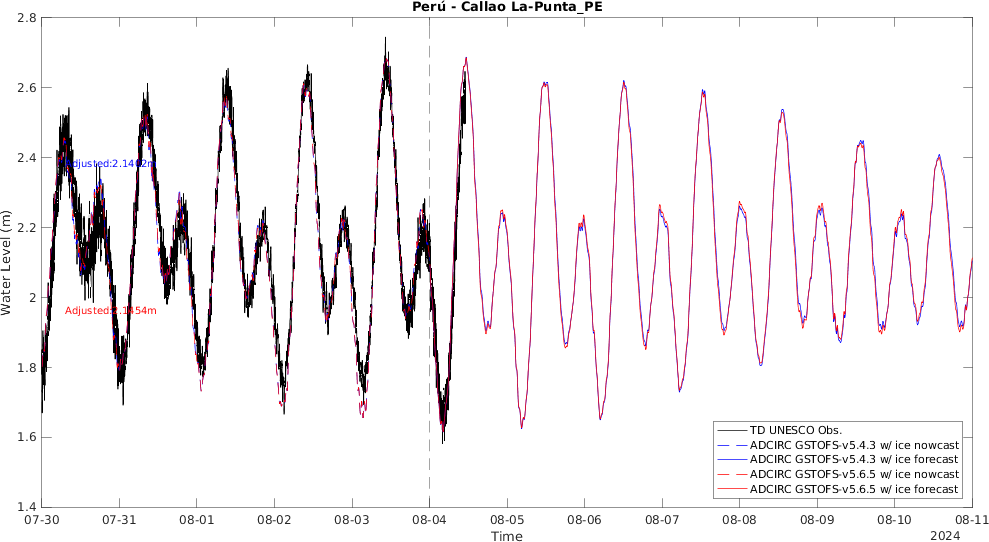 Perú - Callao La-Punta_PE
2.8
2.6
2.4
2.2
2
1.8
1.6
1.4
Water Level (m)
Adjusted:2.1402m
Adjusted:2.1454m
TD UNESCO Obs.
ADCIRC GSTOFS-v5.4.3 w/ ice nowcast
ADCIRC GSTOFS-v5.4.3 w/ ice forecast
ADCIRC GSTOFS-v5.6.5 w/ ice nowcast
ADCIRC GSTOFS-v5.6.5 w/ ice forecast
07-30 07-31 08-01 08-02 08-03 08-04 08-05 08-06 08-07 08-08 08-09 08-10 08-11
Time
2024